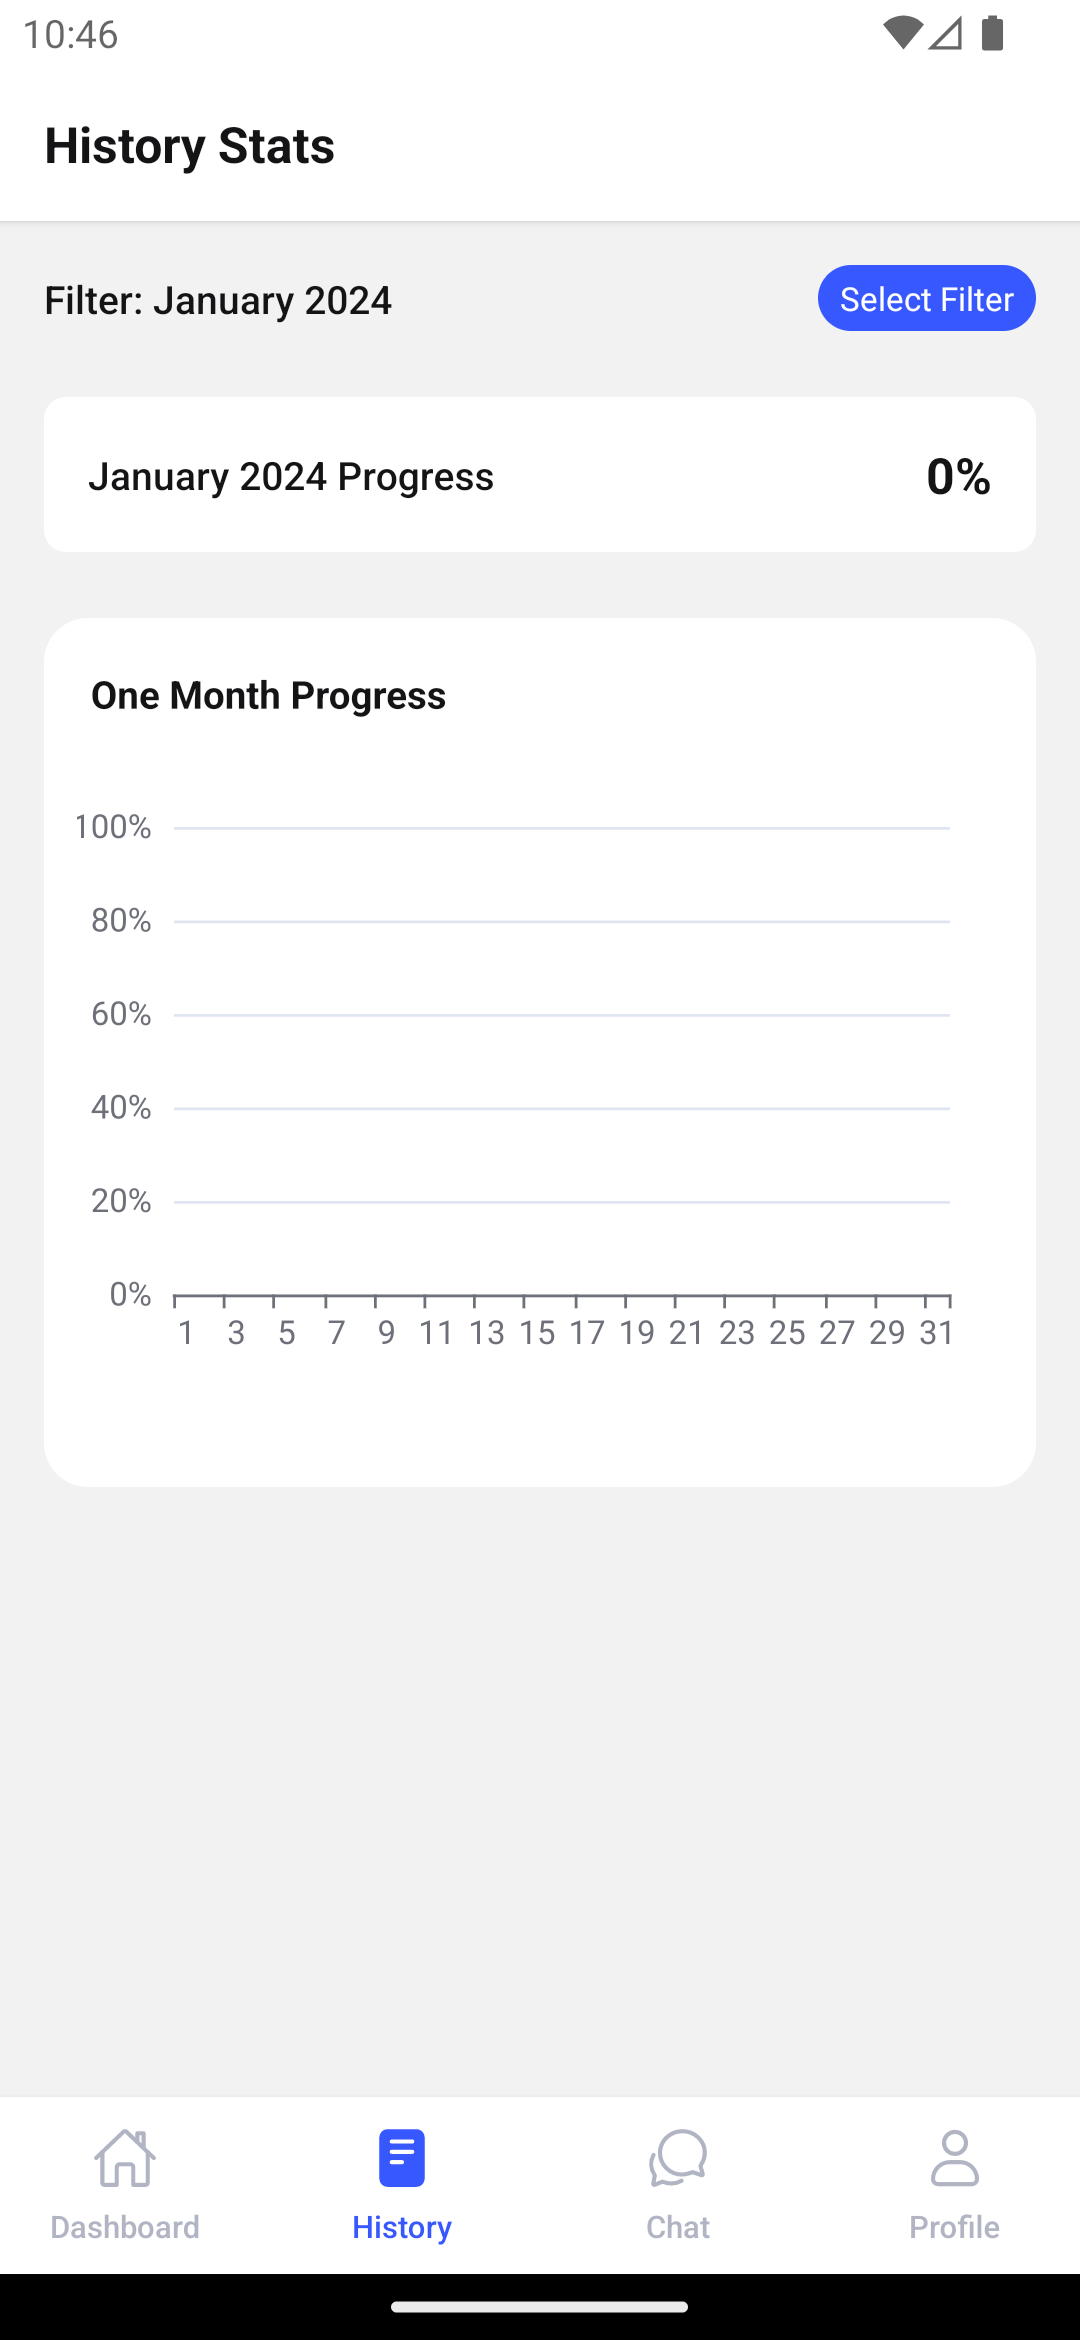 10:46
History Stats
Filter: January 2024
Select Filter
January 2024 Progress
0%
One Month Progress
100%
80%
60%
40%
20%
0%
1 3 5 7 9 11 13 15 17 19 21 23 25 27 29 31
Dashboard
History
Chat
Profile